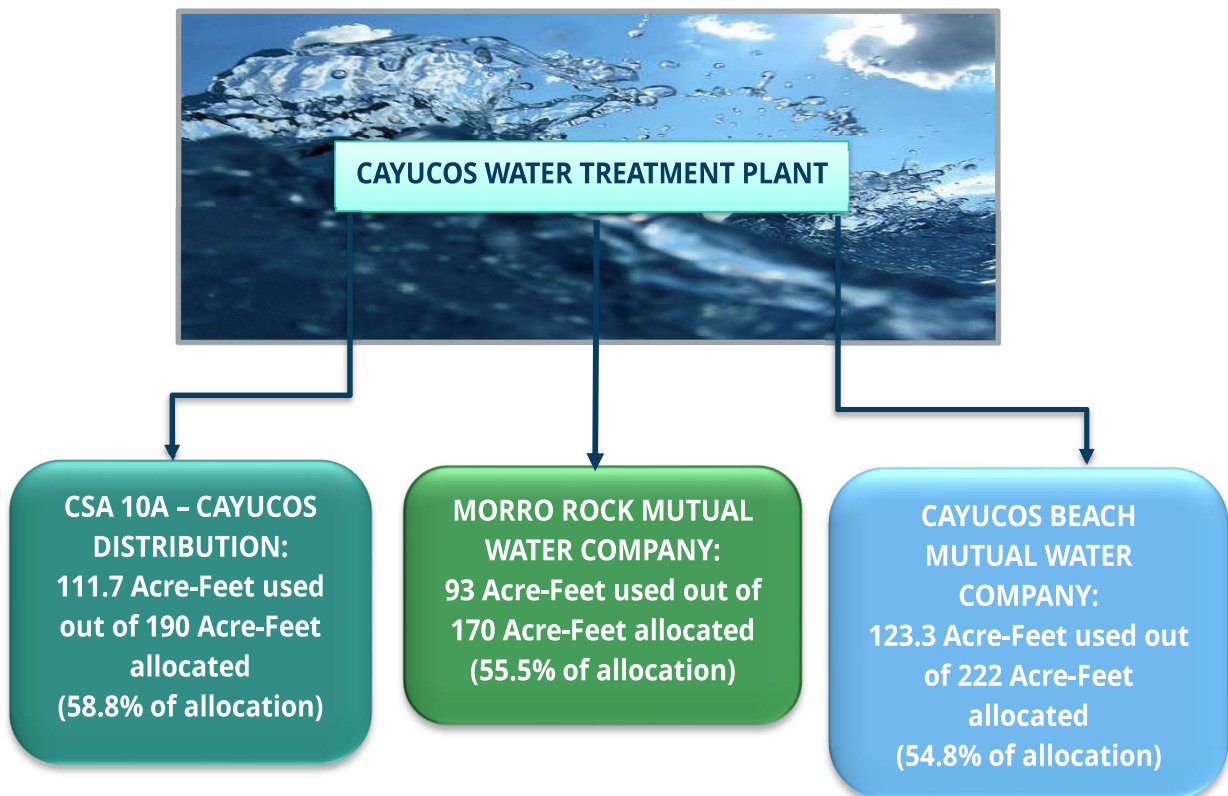 CAYUCOS WATER TREATMENT PLANT
CSA 10A – CAYUCOS
DISTRIBUTION:
111.7 Acre-Feet used
out of 190 Acre-Feet
allocated
(58.8% of allocation)
MORRO ROCK MUTUAL
WATER COMPANY:
93 Acre-Feet used out of
170 Acre-Feet allocated
(55.5% of allocation)
CAYUCOS BEACH
MUTUAL WATER
COMPANY:
123.3 Acre-Feet used out
of 222 Acre-Feet
allocated
(54.8% of allocation)